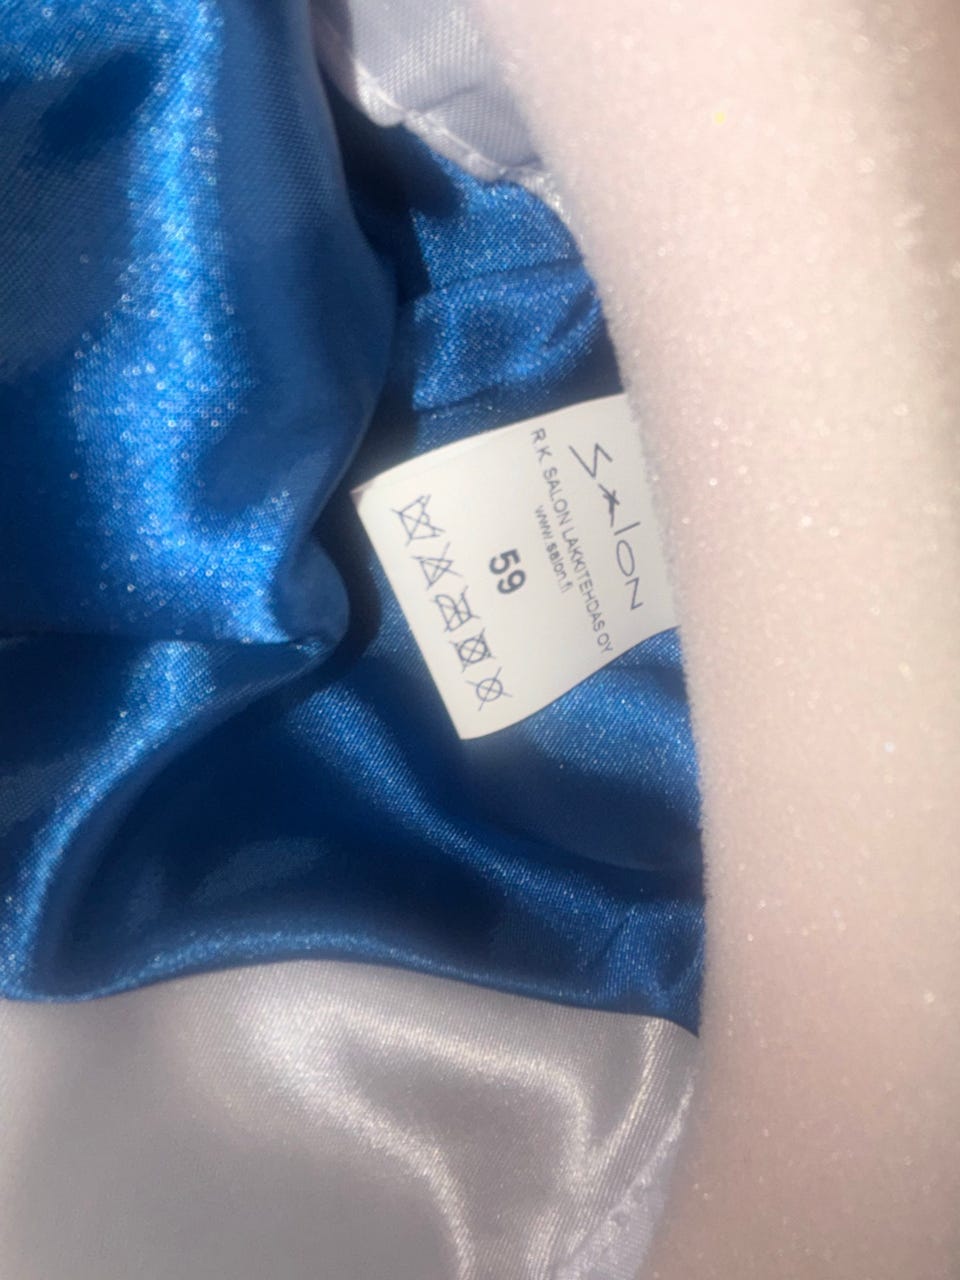 Salon
R.K. SALON LAKKITEHDAS OY
www.salon.fi
59